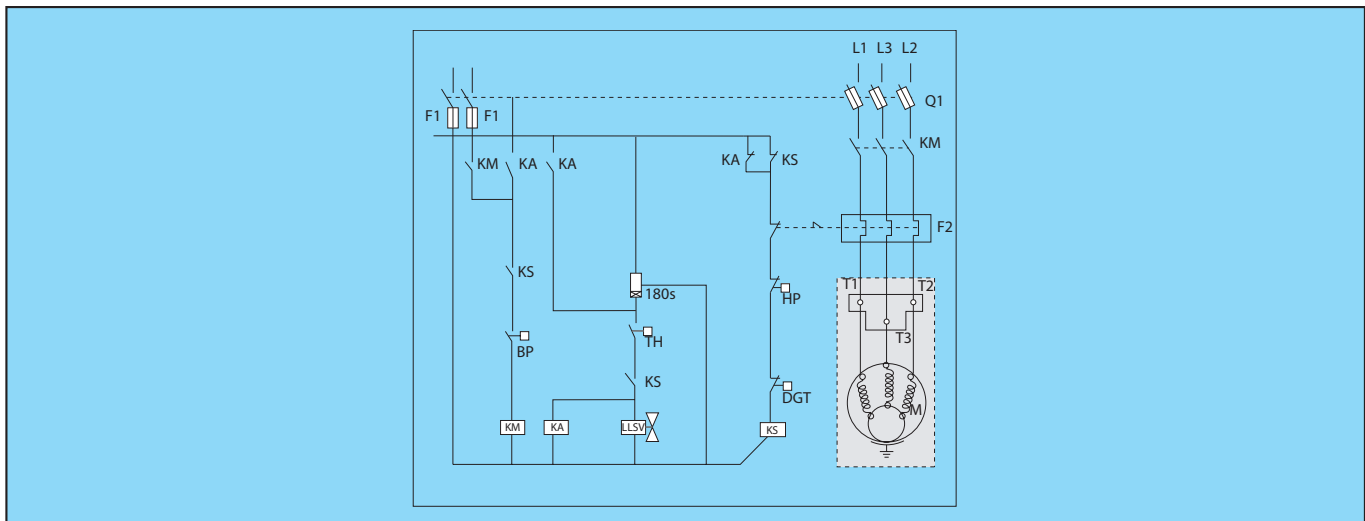 L1 L3 L2
F1 F1 Q1
KM
KM KA KA KA KS
F2
KS
180s HP T1 T2
BP TH T3
KS DGT
M
KM KA LLSV KS